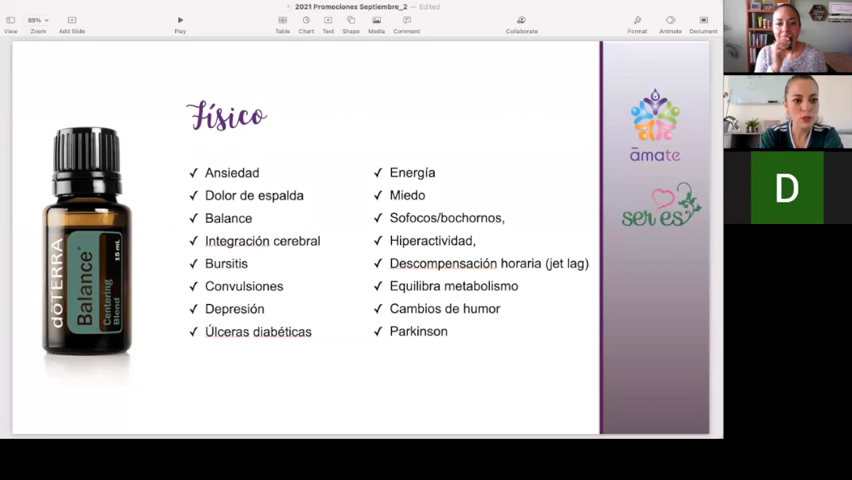 2021 Promociones Septiembre_2 — Edited
69%
View
Zoom
Add Slide
Play
Table
Chart
Text
Shape
Media
Comment
Collaborate
Format
Animate
Document
Físico
✓ Ansiedad
✓ Dolor de espalda
✓ Balance
✓ Integración cerebral
✓ Bursitis
✓ Convulsiones
✓ Depresión
✓ Úlceras diabéticas
✓ Energía
✓ Miedo
✓ Sofocos/bochornos,
✓ Hiperactividad,
✓ Descompensación horaria (jet lag)
✓ Equilibra metabolismo
✓ Cambios de humor
✓ Parkinson
dōTERRA
Balance
Centering
Blend
15 mL
āmate
ser es
D